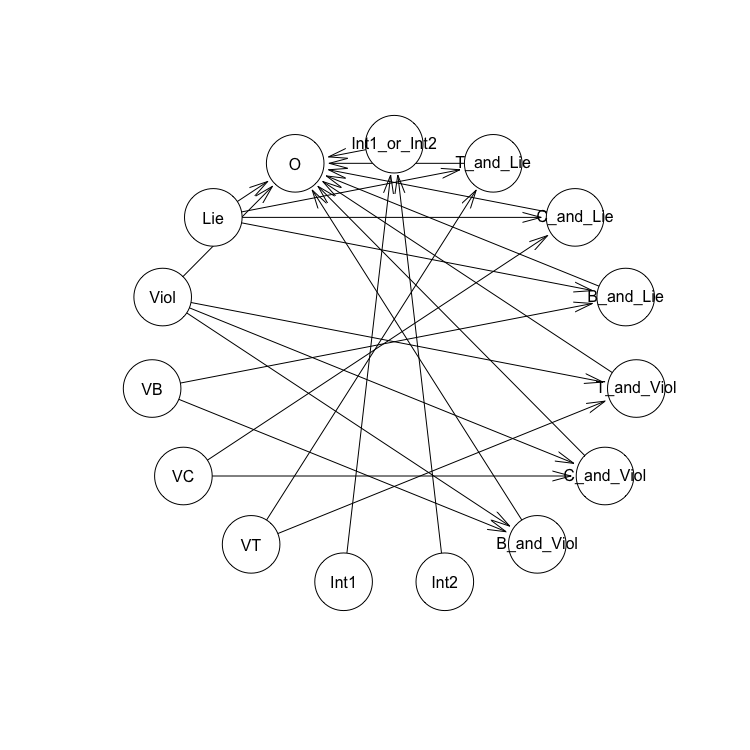 Int1_or_Int2
O
T_and_Lie
Lie
C_and_Lie
Viol
B_and_Lie
VB
T_and_Viol
VC
C_and_Viol
VT
B_and_Viol
Int1
Int2